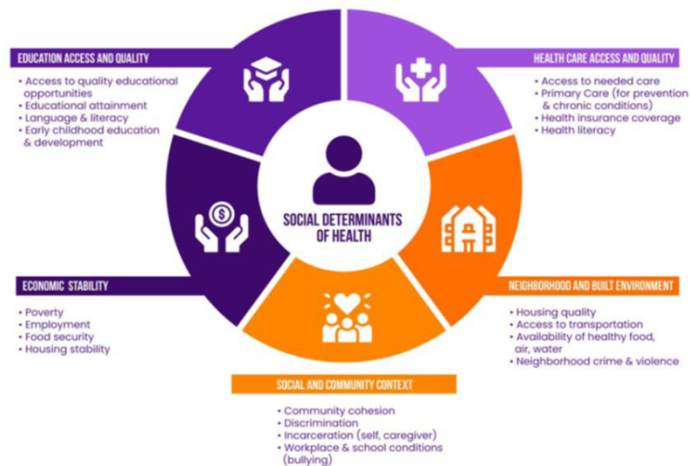 EDUCATION ACCESS AND QUALITY
• Access to quality educational
opportunities
• Educational attainment
• Language & literacy
• Early childhood education
& development
HEALTH CARE ACCESS AND QUALITY
• Access to needed care
• Primary Care (for prevention
& chronic conditions)
• Health insurance coverage
• Health literacy
$
SOCIAL DETERMINANTS
OF HEALTH
ECONOMIC STABILITY
• Poverty
• Employment
• Food security
• Housing stability
NEIGHBORHOOD AND BUILT ENVIRONMENT
• Housing quality
• Access to transportation
• Availability of healthy food,
air, water
• Neighborhood crime & violence
SOCIAL AND COMMUNITY CONTEXT
• Community cohesion
• Discrimination
• Incarceration (self, caregiver)
• Workplace & school conditions
(bullying)